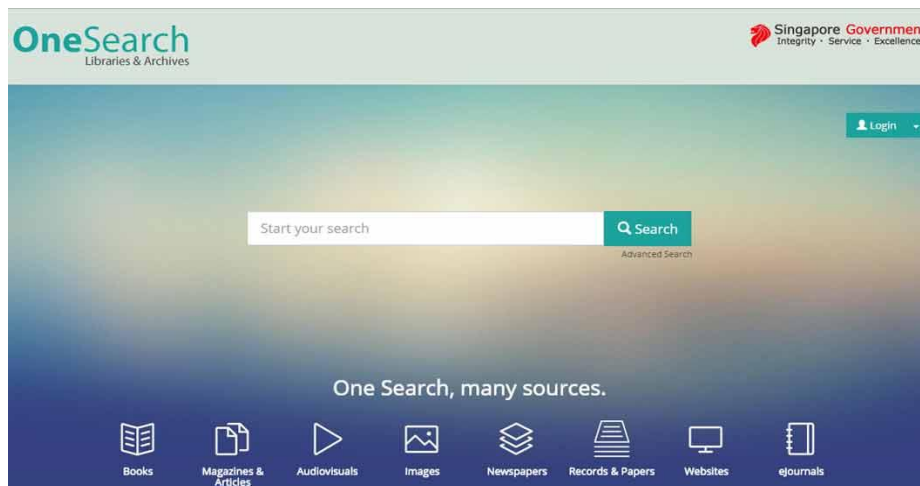 OneSearch
Libraries & Archives
Singapore Governmen
Integrity · Service · Excellence
Login
Start your search
Search
Advanced Search
One Search, many sources.
Books
Magazines &
Articles
Audiovisuals
Images
Newspapers
Records & Papers
Websites
eJournals